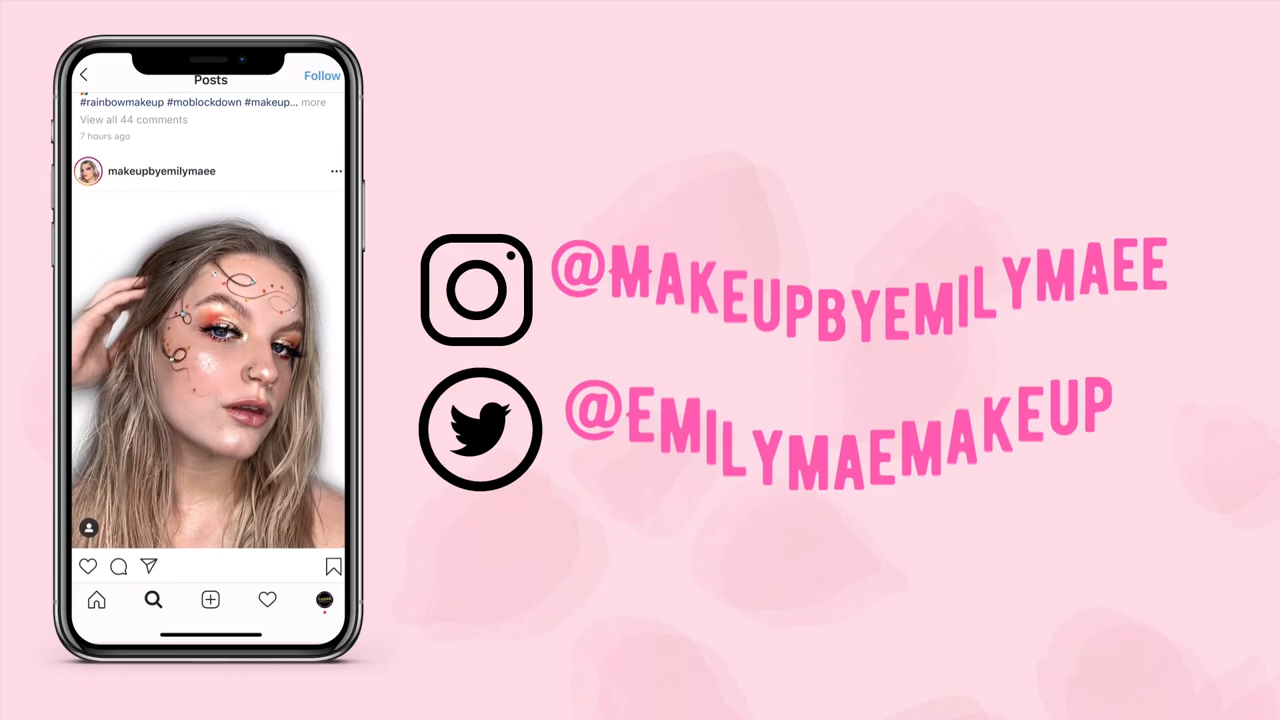 Posts
Follow
#rainbowmakeup #moblockdown #makeup... more
View all 44 comments
7 hours ago
makeupbyemilymaee
@MAKEUPBYEMILYMAEE
@EMILYMAEMAKEUP